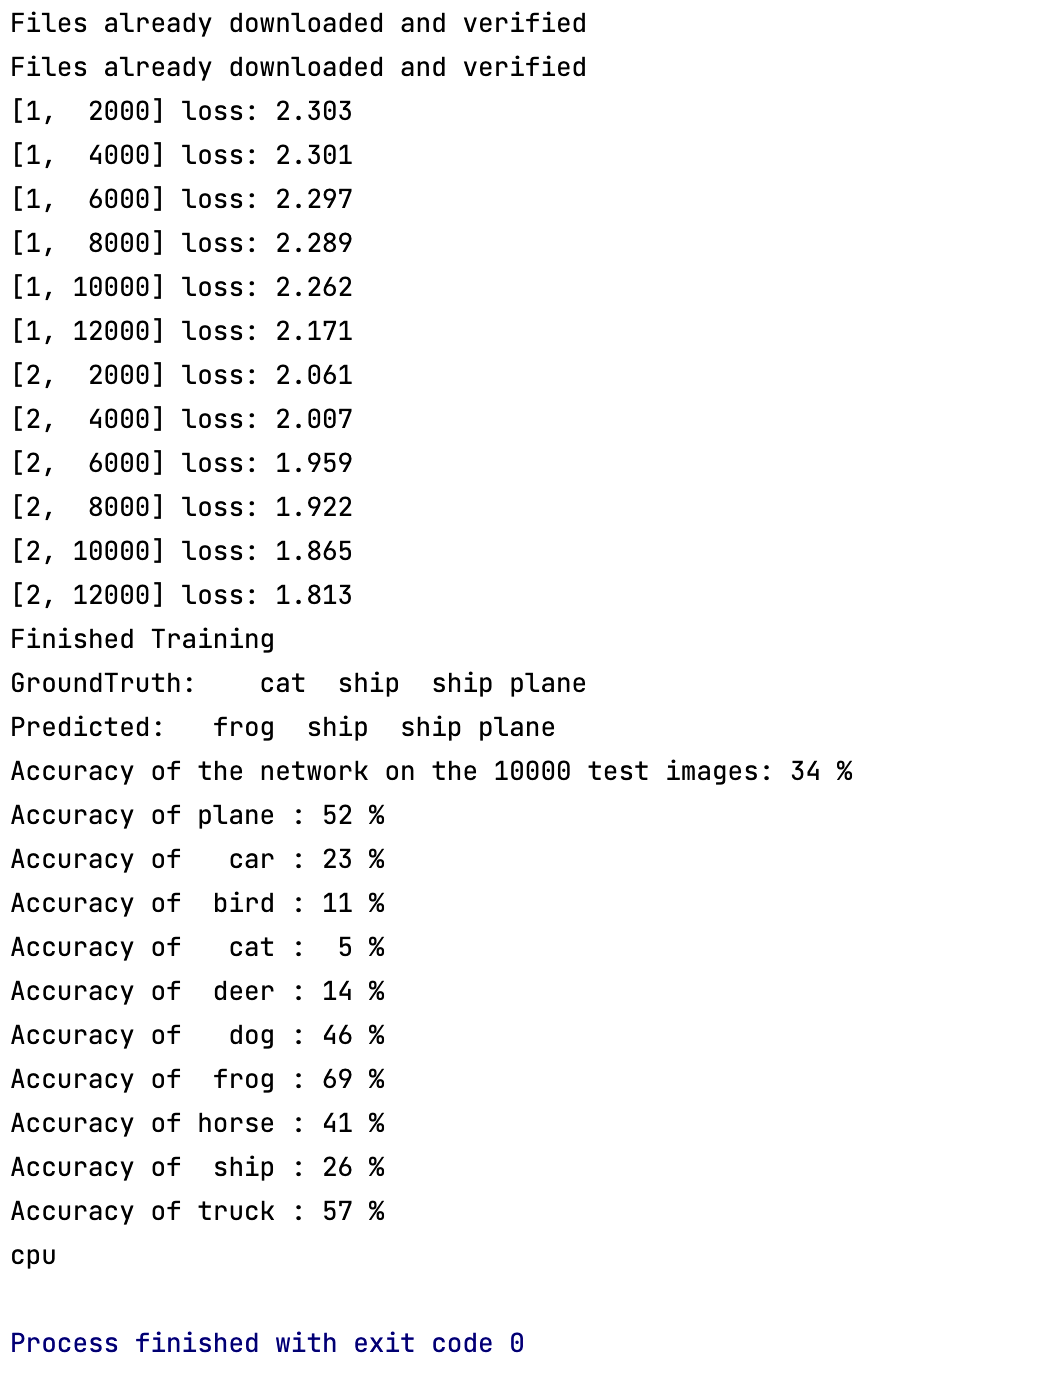 Files already downloaded and verified
Files already downloaded and verified
[1,  2000] loss: 2.303
[1,  4000] loss: 2.301
[1,  6000] loss: 2.297
[1,  8000] loss: 2.289
[1, 10000] loss: 2.262
[1, 12000] loss: 2.171
[2,  2000] loss: 2.061
[2,  4000] loss: 2.007
[2,  6000] loss: 1.959
[2,  8000] loss: 1.922
[2, 10000] loss: 1.865
[2, 12000] loss: 1.813
Finished Training
GroundTruth:    cat  ship  ship plane
Predicted:   frog  ship  ship plane
Accuracy of the network on the 10000 test images: 34 %
Accuracy of plane : 52 %
Accuracy of   car : 23 %
Accuracy of  bird : 11 %
Accuracy of   cat :  5 %
Accuracy of  deer : 14 %
Accuracy of   dog : 46 %
Accuracy of  frog : 69 %
Accuracy of horse : 41 %
Accuracy of  ship : 26 %
Accuracy of truck : 57 %
cpu
Process finished with exit code 0